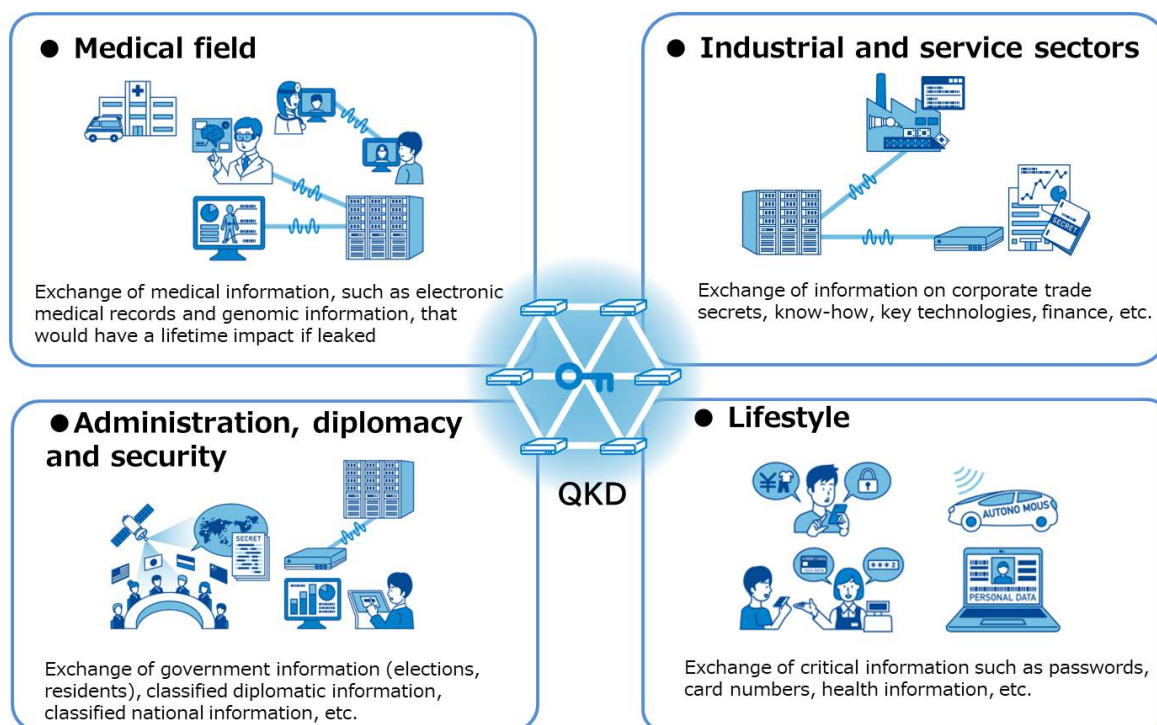 ● Medical field
Exchange of medical information, such as electronic
medical records and genomic information, that
would have a lifetime impact if leaked
● Industrial and service sectors
SECRET
Exchange of information on corporate trade
secrets, know-how, key technologies, finance, etc.
QKD
●Administration, diplomacy
and security
SECRET
Exchange of government information (elections,
residents), classified diplomatic information,
classified national information, etc.
● Lifestyle
¥
AUTONO MOUS
***2
PERSONAL DATA
Exchange of critical information such as passwords,
card numbers, health information, etc.